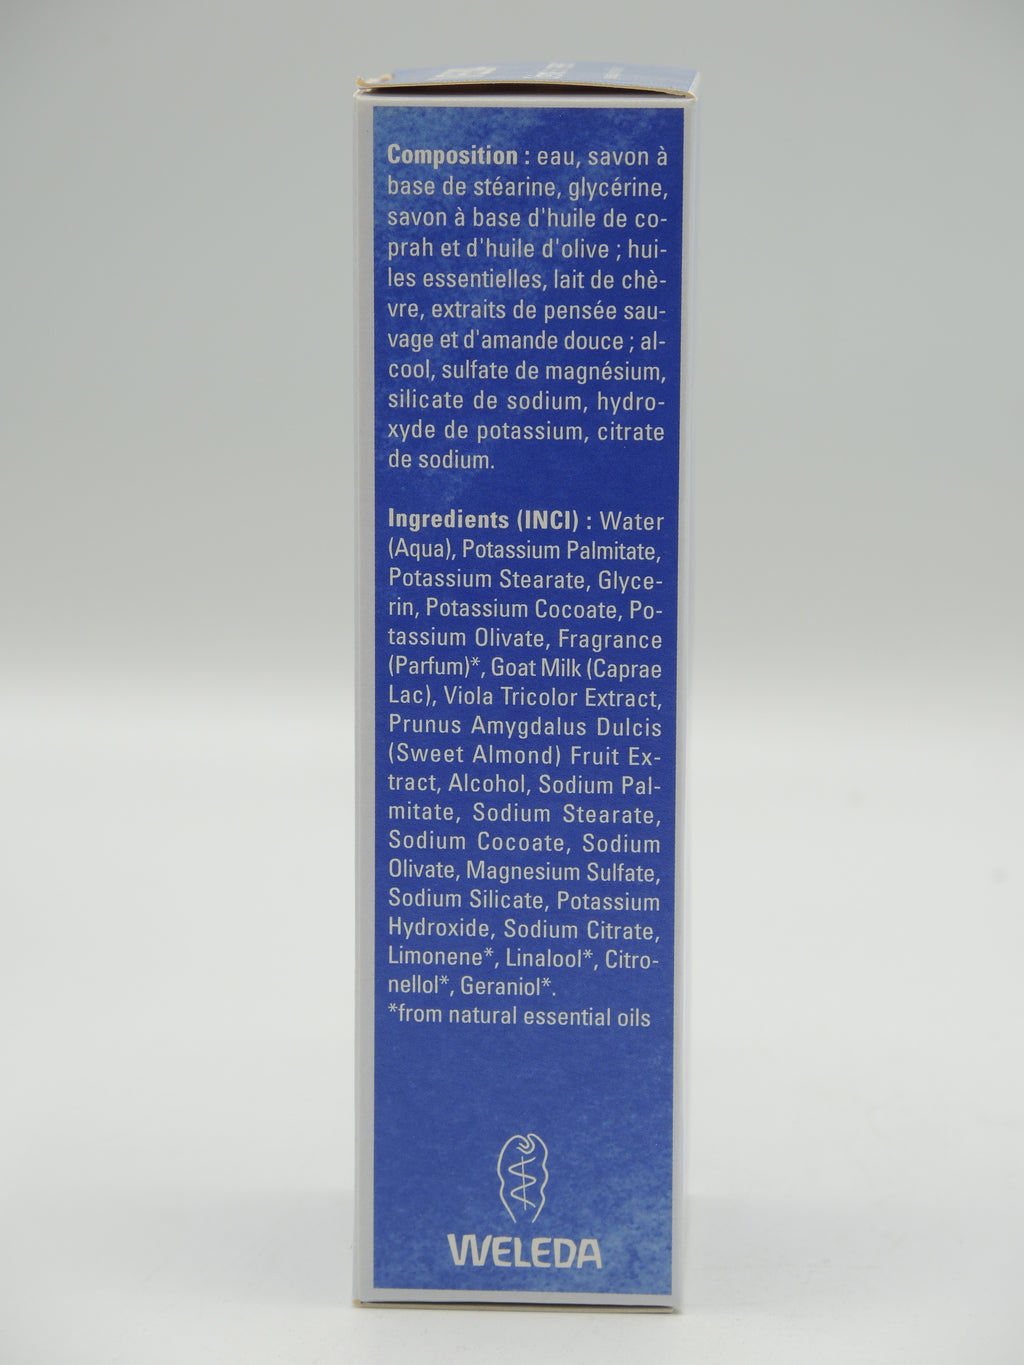 Composition : eau, savon à
base de stéarine, glycérine,
savon à base d'huile de co-
prah et d'huile d'olive ; hui-
les essentielles, lait de chè-
vre, extraits de pensée sau-
vage et d'amande douce ; al-
cool, sulfate de magnésium,
silicate de sodium, hydro-
xyde de potassium, citrate
de sodium.
Ingredients (INCI) : Water
(Aqua), Potassium Palmitate,
Potassium Stearate, Glyce-
rin, Potassium Cocoate, Po-
tassium Olivate, Fragrance
(Parfum)*, Goat Milk (Caprae
Lac), Viola Tricolor Extract,
Prunus Amygdalus Dulcis
(Sweet Almond) Fruit Ex-
tract, Alcohol, Sodium Pal-
mitate, Sodium Stearate,
Sodium Cocoate, Sodium
Olivate, Magnesium Sulfate,
Sodium Silicate, Potassium
Hydroxide, Sodium Citrate,
Limonene*, Linalool*, Citro-
nellol*, Geraniol*.
*from natural essential oils
WELEDA